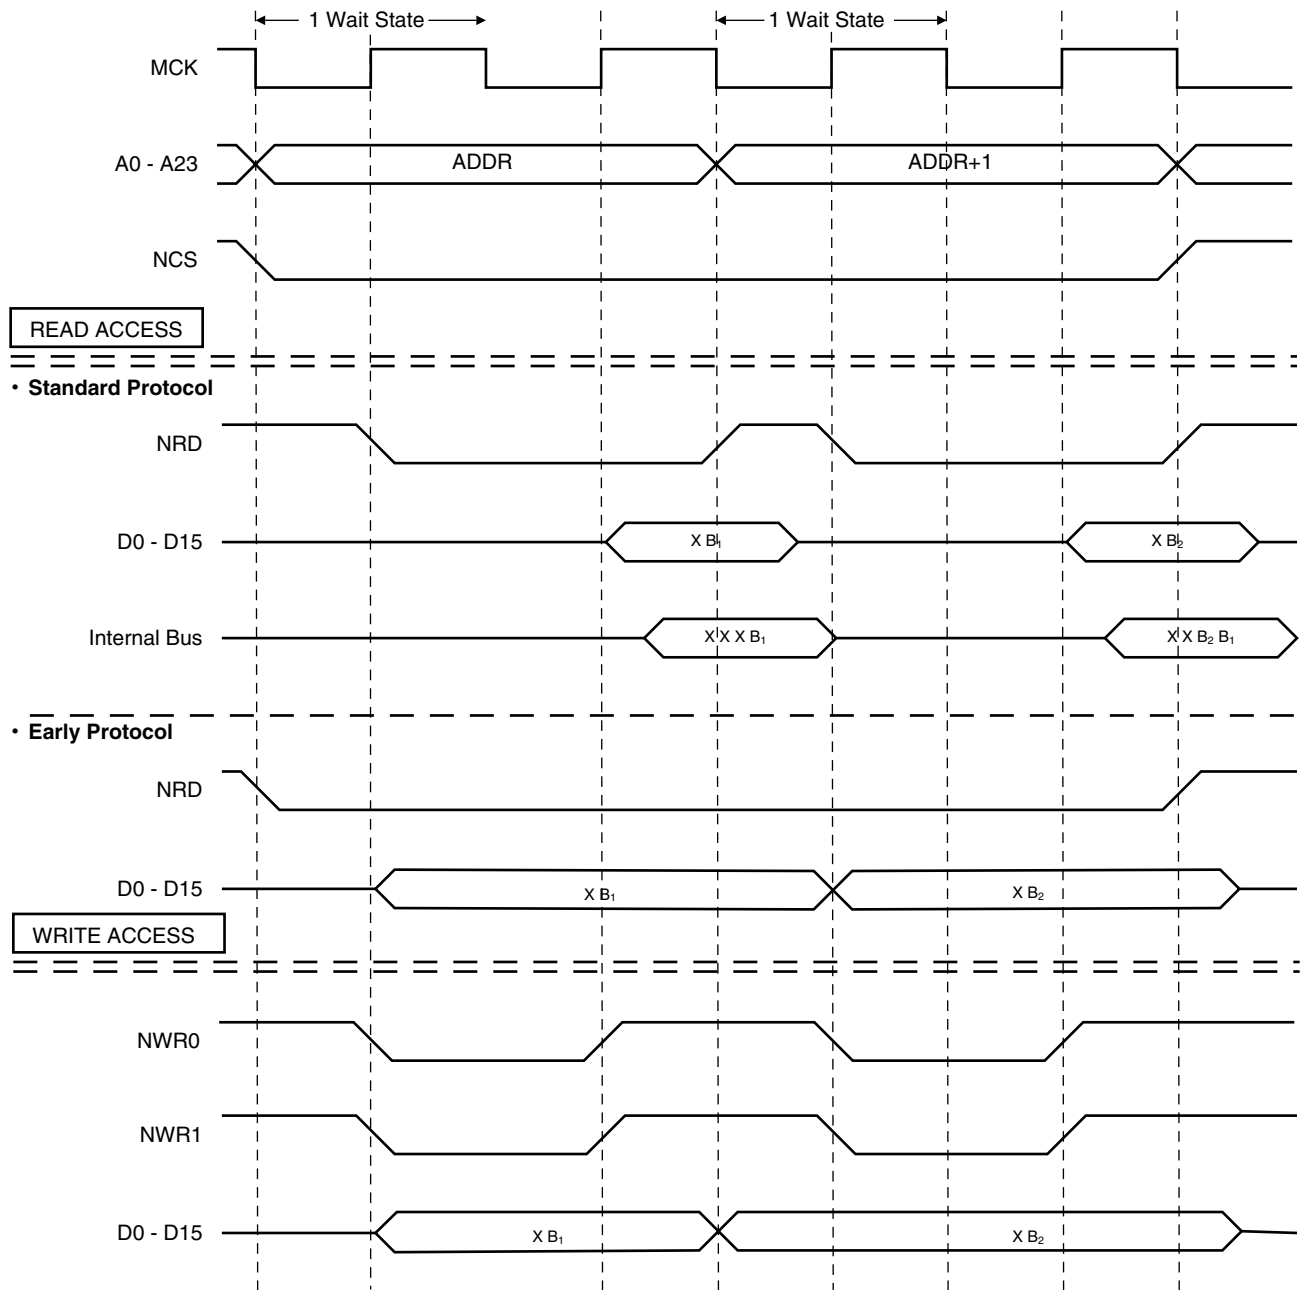 1 Wait State 1 Wait State
MCK
A0 - A23 ADDR ADDR+1
NCS
READ ACCESS
• Standard Protocol
NRD
D0 - D15 X B₁ X B₂
Internal Bus X X X B₁ X X B₂ B₁
• Early Protocol
NRD
D0 - D15 X B₁ X B₂
WRITE ACCESS
NWR0
NWR1
D0 - D15 X B₁ X B₂